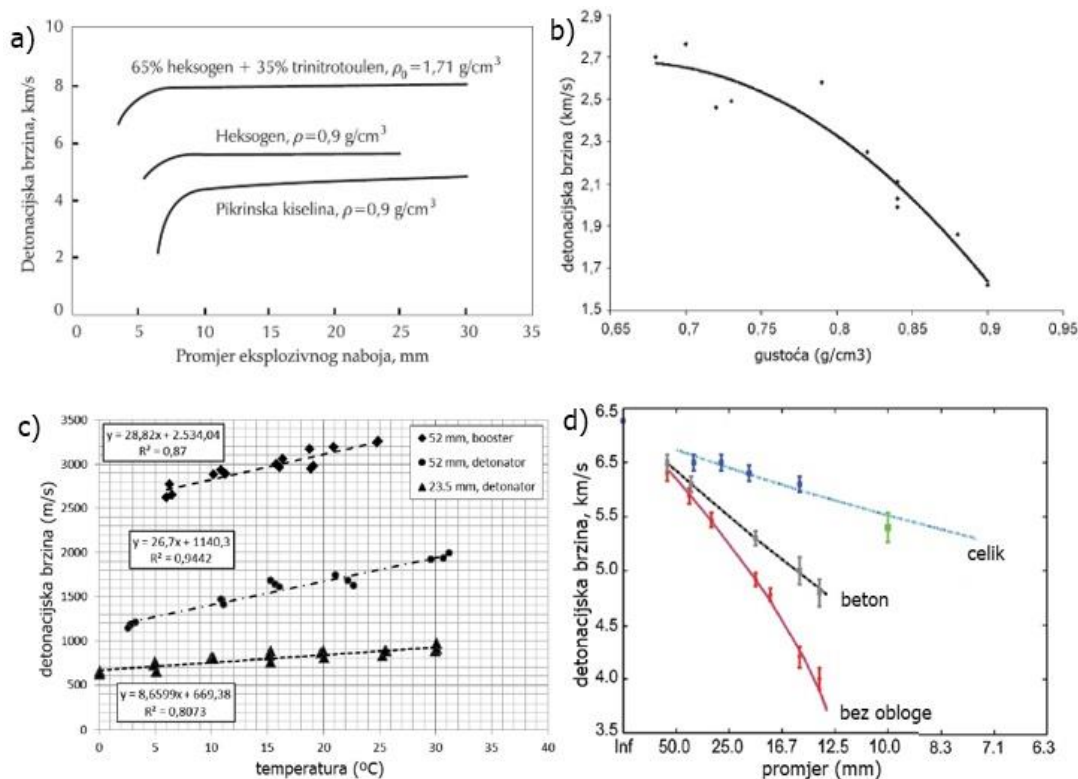 a)
10
8
6
4
2
0
Detonacijska brzina, km/s
65% heksogen + 35% trinitrotoulen, ρ₀ = 1,71 g/cm³
Heksogen, ρ=0,9 g/cm³
Pikrinska kiselina, ρ=0,9 g/cm³
0 5 10 15 20 25 30 35
Promjer eksplozivnog naboja, mm
b)
2,9
2,7
2,5
2,3
2,1
1,9
1,7
1,5
detonacijska brzina (km/s)
0,65 0,7 0,75 0,8 0,85 0,9 0,95
gustoća (g/cm3)
c)
3500
3000
2500
2000
1500
1000
500
0
detonacijska brzina (m/s)
y = 28,82x + 2.534,04
R² = 0,87
52 mm, booster
52 mm, detonator
23.5 mm, detonator
y = 26,7x + 1140,3
R² = 0,9442
y = 8,6599x + 669,38
R² = 0,8073
0 5 10 15 20 25 30 35 40
temperatura (ºC)
d)
6.5
6.5
5.5
5.0
4.5
3.5
detonacijska brzina, km/s
celik
beton
bez obloge
Inf 50.0 25.0 16.7 12.5 10.0 8.3 7.1 6.3
promjer (mm)